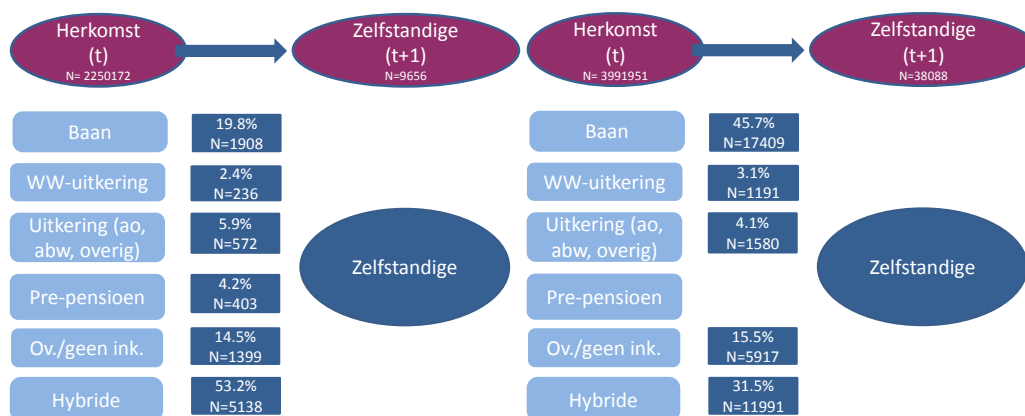 Herkomst
(t)
N= 2250172
Zelfstandige
(t+1)
N=9656
Baan
19.8%
N=1908
WW-uitkering
2.4%
N=236
Uitkering (ao,
abw, overig)
5.9%
N=572
Pre-pensioen
4.2%
N=403
Ov./geen ink.
14.5%
N=1399
Hybride
53.2%
N=5138
Zelfstandige
Herkomst
(t)
N= 3991951
Zelfstandige
(t+1)
N=38088
Baan
45.7%
N=17409
WW-uitkering
3.1%
N=1191
Uitkering (ao,
abw, overig)
4.1%
N=1580
Pre-pensioen
Ov./geen ink.
15.5%
N=5917
Hybride
31.5%
N=11991
Zelfstandige